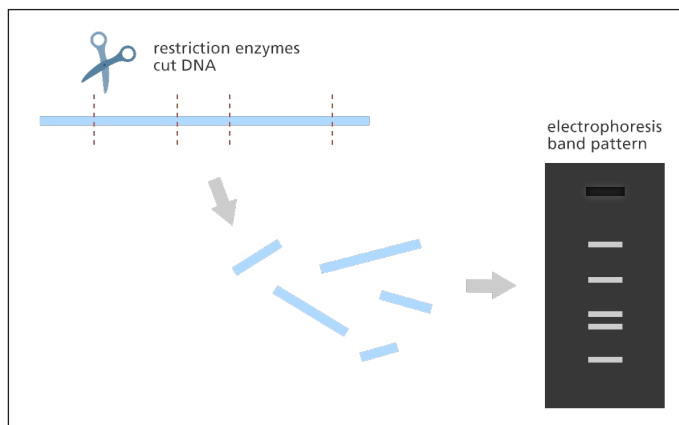 restriction enzymes
cut DNA
electrophoresis
band pattern